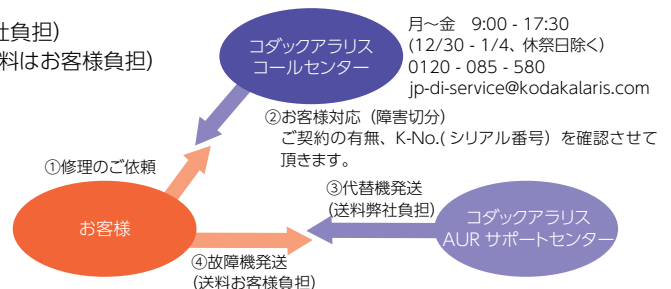 社負担)
料はお客様負担)
コダックアラリス
コールセンター
月～金 9:00 - 17:30
(12/30 - 1/4、休祭日除く)
0120 - 085 - 580
jp-di-service@kodakalaris.com
②お客様対応（障害切分）
ご契約の有無、K-No.( シリアル番号）を確認させて
頂きます。
①修理のご依頼
③代替機発送
(送料弊社負担）
お客様
コダックアラリス
AUR サポートセンター
④故障機発送
(送料お客様負担）